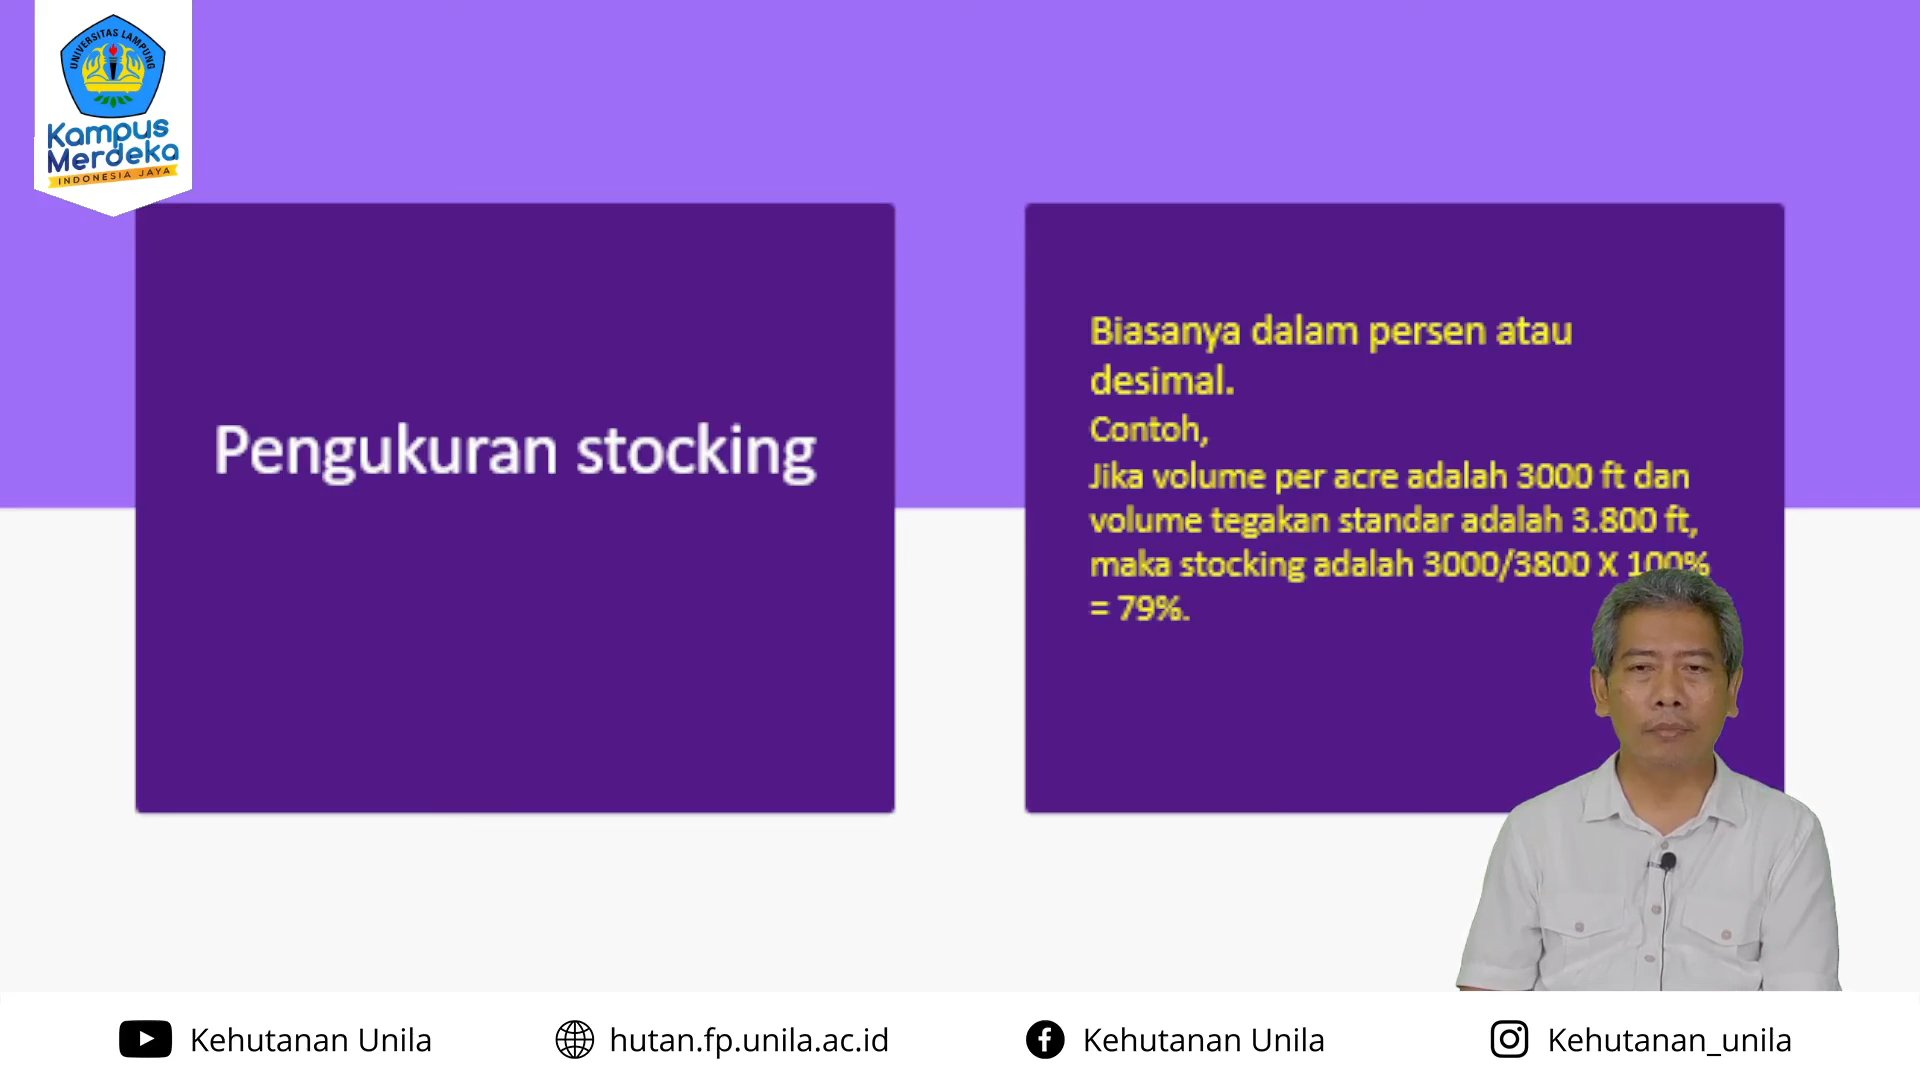 UNIVERSITAS LAMPUNG
Kampus
Merdeka
INDONESIA JAYA
Pengukuran stocking
Biasanya dalam persen atau
desimal.
Contoh,
Jika volume per acre adalah 3000 ft dan
volume tegakan standar adalah 3.800 ft,
maka stocking adalah 3000/3800 X 100%
= 79%.
Kehutanan Unila
hutan.fp.unila.ac.id
Kehutanan Unila
Kehutanan_unila